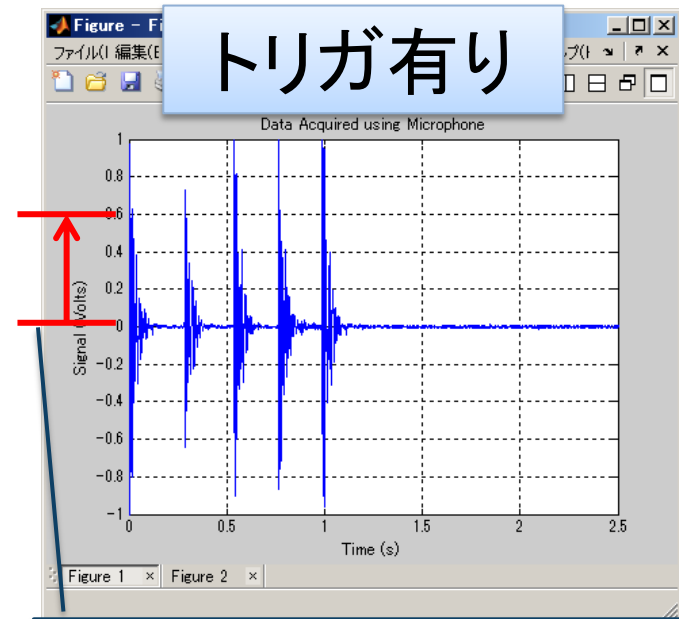 Figure - Fi
トリガ有り
ファイル(I 編集(E
プ(H
Data Acquired using Microphone
1
0.8
0.6
0.4
0.2
0
-0.2
-0.4
-0.6
-0.8
-1
Signal (Volts)
0 0.5 1 1.5 2 2.5
Time (s)
Figure 1 × Figure 2 ×